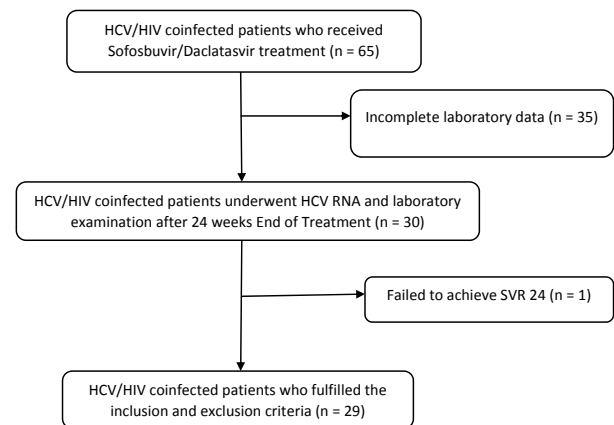 HCV/HIV coinfected patients who received
Sofosbuvir/Daclatasvir treatment (n = 65)
Incomplete laboratory data (n = 35)
HCV/HIV coinfected patients underwent HCV RNA and laboratory
examination after 24 weeks End of Treatment (n = 30)
Failed to achieve SVR 24 (n = 1)
HCV/HIV coinfected patients who fulfilled the
inclusion and exclusion criteria (n = 29)